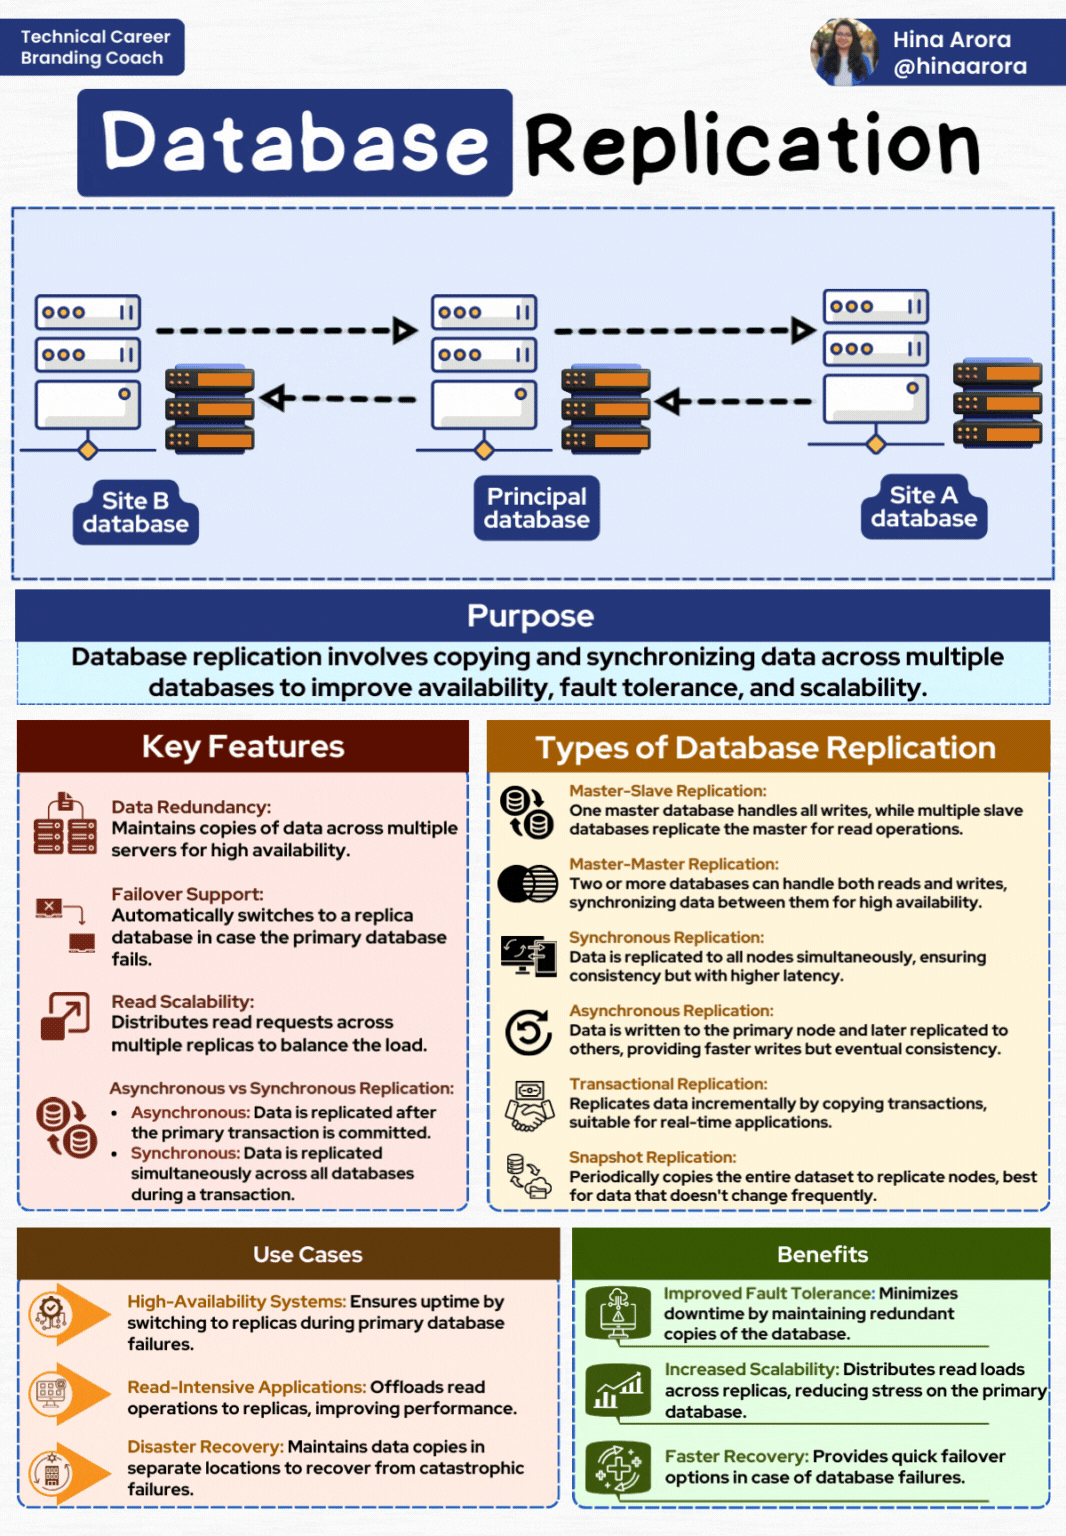 Technical Career
Branding Coach
Hina Arora
@hinaarora
Database Replication
Site B
database
Principal
database
Site A
database
Purpose
Database replication involves copying and synchronizing data across multiple
databases to improve availability, fault tolerance, and scalability.
Key Features
Data Redundancy:
Maintains copies of data across multiple
servers for high availability.
Failover Support:
Automatically switches to a replica
database in case the primary database
fails.
Read Scalability:
Distributes read requests across
multiple replicas to balance the load.
Asynchronous vs Synchronous Replication:
• Asynchronous: Data is replicated after
the primary transaction is committed.
• Synchronous: Data is replicated
simultaneously across all databases
during a transaction.
Types of Database Replication
Master-Slave Replication:
One master database handles all writes, while multiple slave
databases replicate the master for read operations.
Master-Master Replication:
Two or more databases can handle both reads and writes,
synchronizing data between them for high availability.
Synchronous Replication:
Data is replicated to all nodes simultaneously, ensuring
consistency but with higher latency.
Asynchronous Replication:
Data is written to the primary node and later replicated to
others, providing faster writes but eventual consistency.
Transactional Replication:
Replicates data incrementally by copying transactions,
suitable for real-time applications.
Snapshot Replication:
Periodically copies the entire dataset to replicate nodes, best
for data that doesn't change frequently.
Use Cases
High-Availability Systems: Ensures uptime by
switching to replicas during primary database
failures.
Read-Intensive Applications: Offloads read
operations to replicas, improving performance.
Disaster Recovery: Maintains data copies in
separate locations to recover from catastrophic
failures.
Benefits
Improved Fault Tolerance: Minimizes
downtime by maintaining redundant
copies of the database.
Increased Scalability: Distributes read loads
across replicas, reducing stress on the primary
database.
Faster Recovery: Provides quick failover
options in case of database failures.